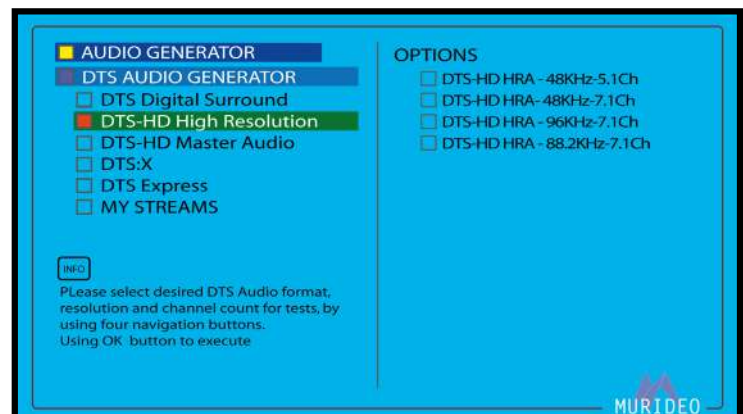 AUDIO GENERATOR
DTS AUDIO GENERATOR
DTS Digital Surround
DTS-HD High Resolution
DTS-HD Master Audio
DTS:X
DTS Express
MY STREAMS
INFO
PLease select desired DTS Audio format,
resolution and channel count for tests, by
using four navigation buttons.
Using OK button to execute
OPTIONS
DTS-HD HRA - 48KHz-5.1Ch
DTS-HD HRA- 48KHz-7.1Ch
DTS-HD HRA - 96KHz-7.1Ch
DTS-HD HRA - 88.2KHz-7.1Ch
MURIDEO